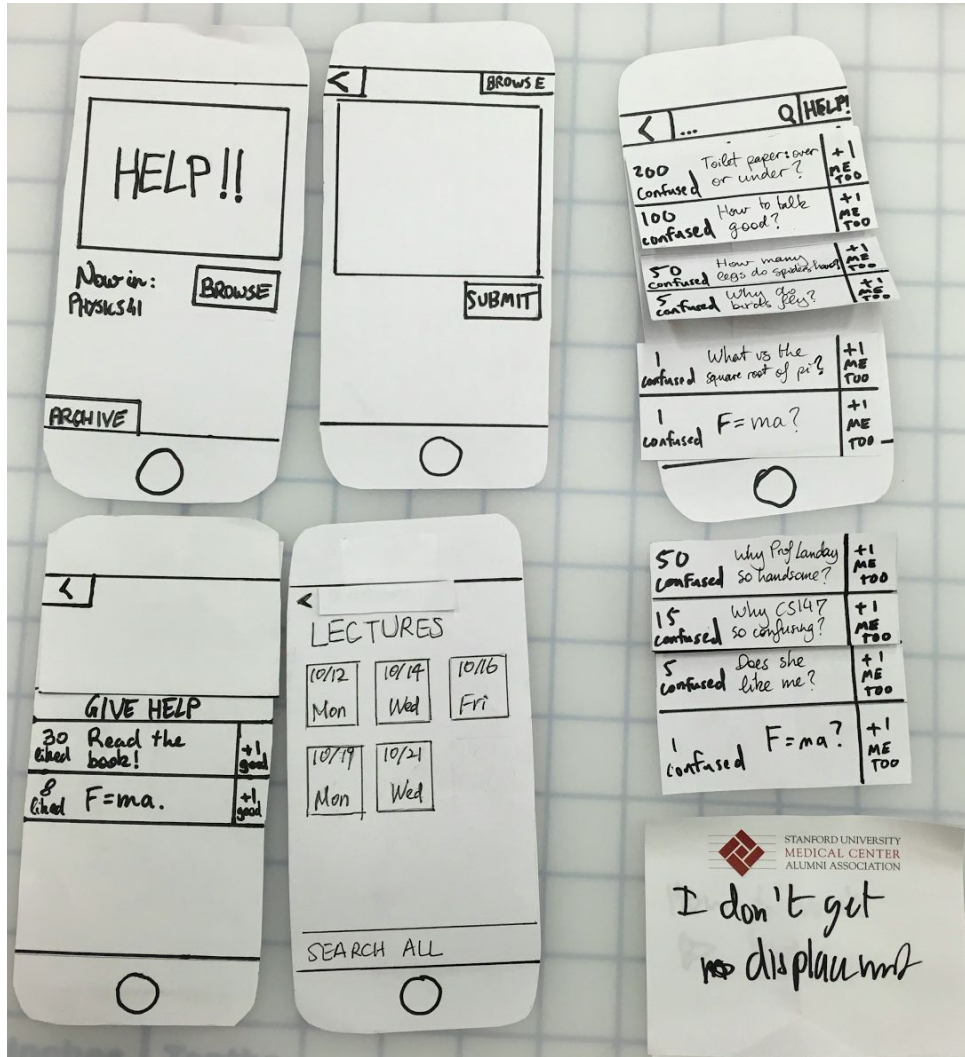 HELP!!
Now in:
PHYSICS41
BROWSE
ARCHIVE
<
BROWSE
SUBMIT
<
...
HELP!
200
confused
Toilet paper: over
or under?
+1
ME
TOO
100
confused
How to talk
good?
+1
ME
TOO
50
confused
How many
legs do spiders have?
+1
ME
TOO
5
confused
Why do
birds fly?
+1
ME
TOO
1
confused
What is the
square root of pi?
+1
ME
TOO
1
confused
F=ma?
+1
ME
TOO
<
GIVE HELP
30
liked
Read the
book!
+1
good
8
liked
F=ma.
+1
good
<
LECTURES
10/12
Mon
10/14
Wed
10/16
Fri
10/19
Mon
10/21
Wed
SEARCH ALL
50
confused
Why Prof Landay
so handsome?
+1
ME
TOO
15
confused
Why CS147
so confusing?
+1
ME
TOO
5
confused
Does she
like me?
+1
ME
TOO
1
confused
F=ma?
+1
ME
TOO
STANFORD UNIVERSITY
MEDICAL CENTER
ALUMNI ASSOCIATION
I don't get
displacement